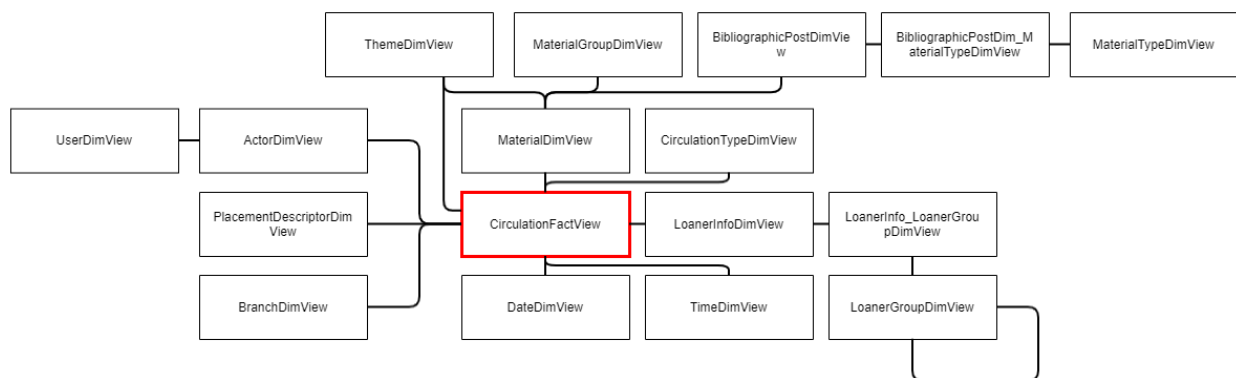 ThemeDimView
MaterialGroupDimView
BibliographicPostDimVie
w
BibliographicPostDim_M
aterialTypeDimView
MaterialTypeDimView
UserDimView
ActorDimView
MaterialDimView
CirculationTypeDimView
PlacementDescriptorDim
View
CirculationFactView
LoanerInfoDimView
LoanerInfo_LoanerGrou
pDimView
BranchDimView
DateDimView
TimeDimView
LoanerGroupDimView